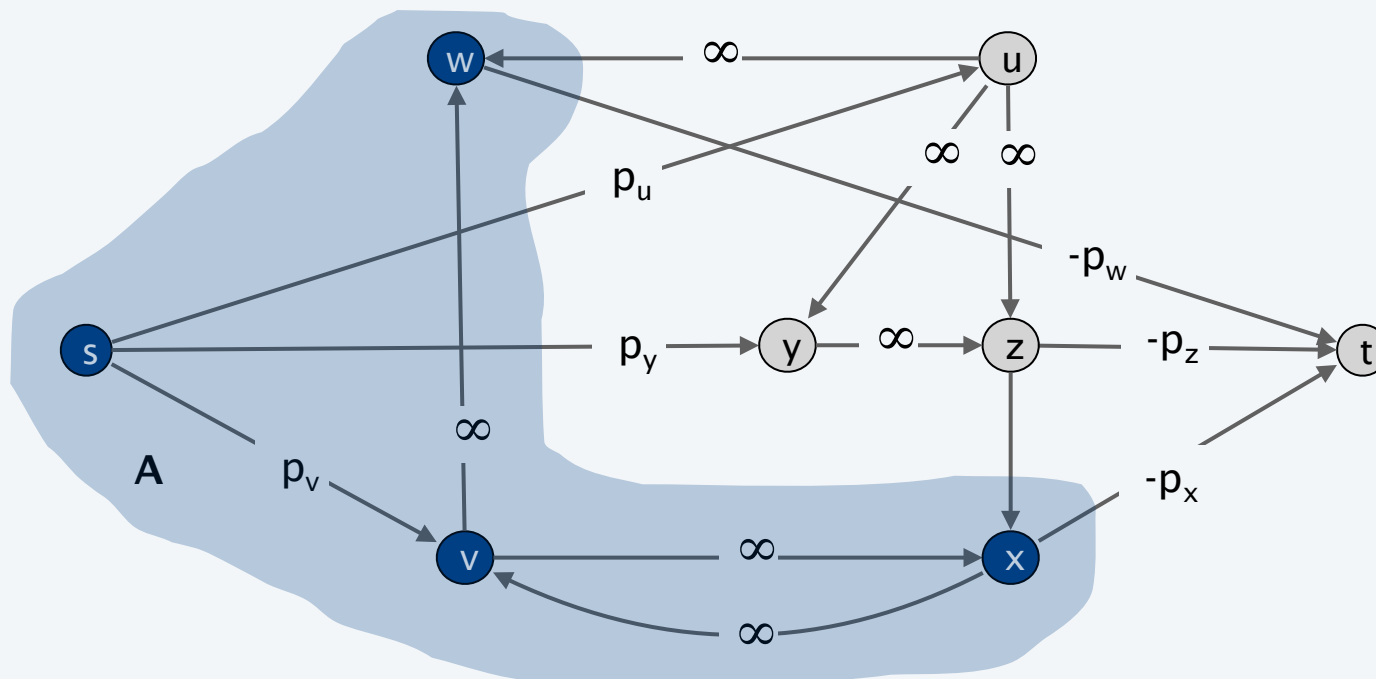 w
∞
u
∞
∞
p_u
-p_w
s
p_y
y
∞
z
-p_z
t
∞
A
p_v
-p_x
v
∞
x
∞